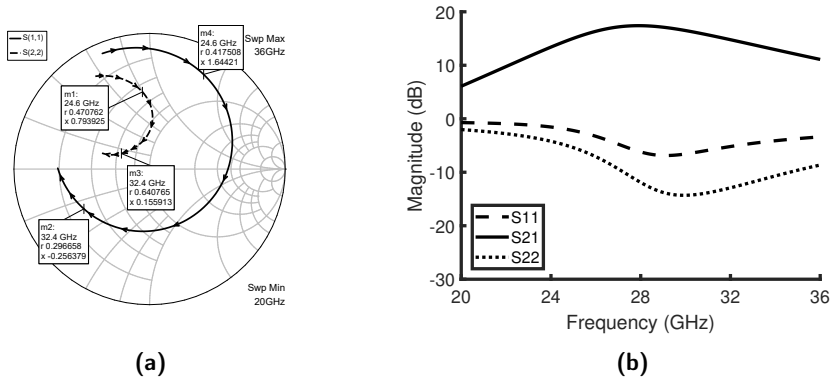 S(1,1)
S(2,2)
Swp Max
36GHz
m4:
24.6 GHz
r 0.417508
x 1.64421
m1:
24.6 GHz
r 0.470762
x 0.793925
m3:
32.4 GHz
r 0.640765
x 0.155913
m2:
32.4 GHz
r 0.296658
x -0.256379
Swp Min
20GHz
(a)
Magnitude (dB)
20
10
0
-10
-20
-30
S11
S21
S22
20 24 28 32 36
Frequency (GHz)
(b)